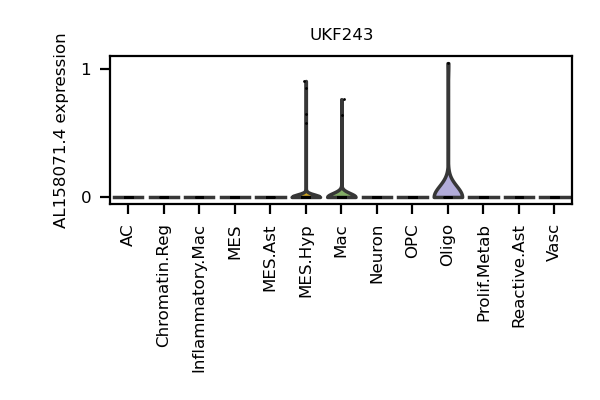 UKF243
AL158071.4 expression
1
0
AC
Chromatin.Reg
Inflammatory.Mac
MES
MES.Ast
MES.Hyp
Mac
Neuron
OPC
Oligo
Prolif.Metab
Reactive.Ast
Vasc